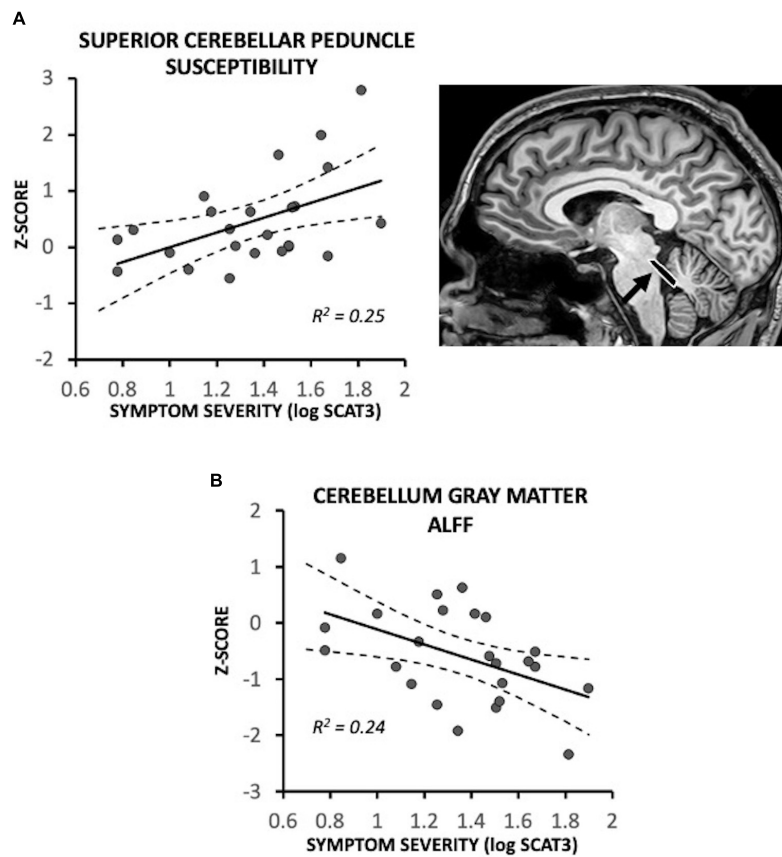 A
SUPERIOR CEREBELLAR PEDUNCLE
SUSCEPTIBILITY
3
2
1
0
-1
-2
Z-SCORE
R² = 0.25
0.6 0.8 1 1.2 1.4 1.6 1.8 2
SYMPTOM SEVERITY (log SCAT3)
B
CEREBELLUM GRAY MATTER
ALFF
2
1
0
-1
-2
-3
Z-SCORE
R² = 0.24
0.6 0.8 1 1.2 1.4 1.6 1.8 2
SYMPTOM SEVERITY (log SCAT3)